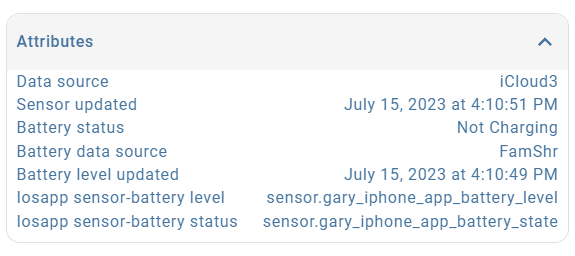 Attributes
Data source iCloud3
Sensor updated July 15, 2023 at 4:10:51 PM
Battery status Not Charging
Battery data source FamShr
Battery level updated July 15, 2023 at 4:10:49 PM
Iosapp sensor-battery level sensor.gary_iphone_app_battery_level
Iosapp sensor-battery status sensor.gary_iphone_app_battery_state